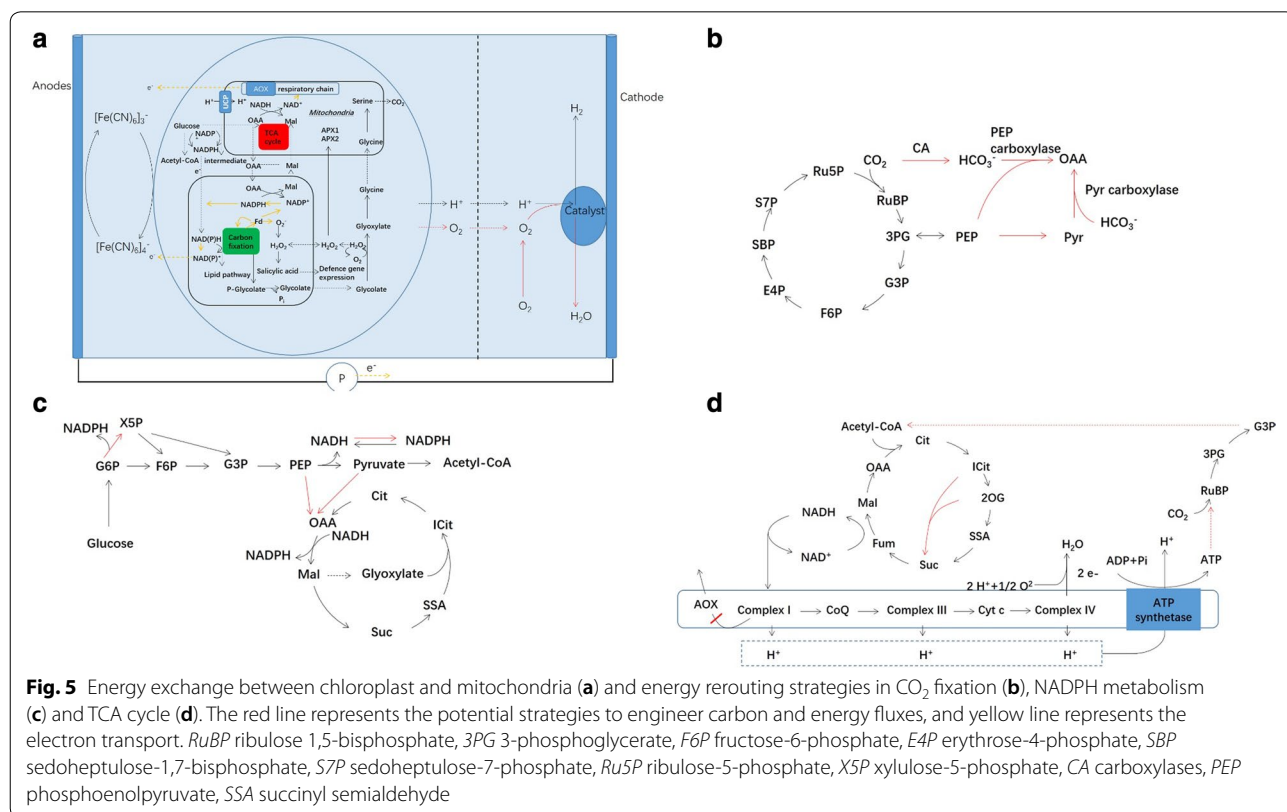 a
Anodes
Cathode
e-
AOX
respiratory chain
UCP
H+
H+
NADH
NAD+
Mitochondria
Serine
CO2
OAA
Mal
TCA
cycle
APX1
APX2
Glucose
NADP
NADPH
Acetyl-CoA
intermediate
Glycine
e-
OAA
Mal
OAA
Mal
Glycine
NADPH
NADP+
Fd
O2-
Glyoxylate
NAD(P)H
Carbon
fixation
H2O2
H2O2
H2O2
O2
NAD(P)+
Lipid pathway
Salicylic acid
Defence gene
expression
P-Glycolate
Glycolate
Pi
Glycolate
[Fe(CN)6]3-
[Fe(CN)6]4-
e-
H+
H+
O2
O2
O2
H2
Catalyst
H2O
P
e-
b
Ru5P
CO2
CA
HCO3-
PEP
carboxylase
OAA
S7P
RuBP
Pyr carboxylase
SBP
3PG
PEP
Pyr
HCO3-
E4P
G3P
F6P
c
NADPH
X5P
NADH
NADPH
G6P
F6P
G3P
PEP
Pyruvate
Acetyl-CoA
Glucose
Cit
OAA
NADH
ICit
NADPH
Mal
Glyoxylate
SSA
Suc
d
Acetyl-CoA
Cit
G3P
OAA
ICit
3PG
Mal
2OG
RuBP
NADH
CO2
SSA
NAD+
Fum
Suc
H2O
H+
ADP+Pi
ATP
2 H++1/2 O2
2 e-
AOX
Complex I
CoQ
Complex III
Cyt c
Complex IV
ATP
synthetase
H+
H+
H+
Fig. 5 Energy exchange between chloroplast and mitochondria (a) and energy rerouting strategies in CO2 fixation (b), NADPH metabolism
(c) and TCA cycle (d). The red line represents the potential strategies to engineer carbon and energy fluxes, and yellow line represents the
electron transport. RuBP ribulose 1,5-bisphosphate, 3PG 3-phosphoglycerate, F6P fructose-6-phosphate, E4P erythrose-4-phosphate, SBP
sedoheptulose-1,7-bisphosphate, S7P sedoheptulose-7-phosphate, Ru5P ribulose-5-phosphate, X5P xylulose-5-phosphate, CA carboxylases, PEP
phosphoenolpyruvate, SSA succinyl semialdehyde